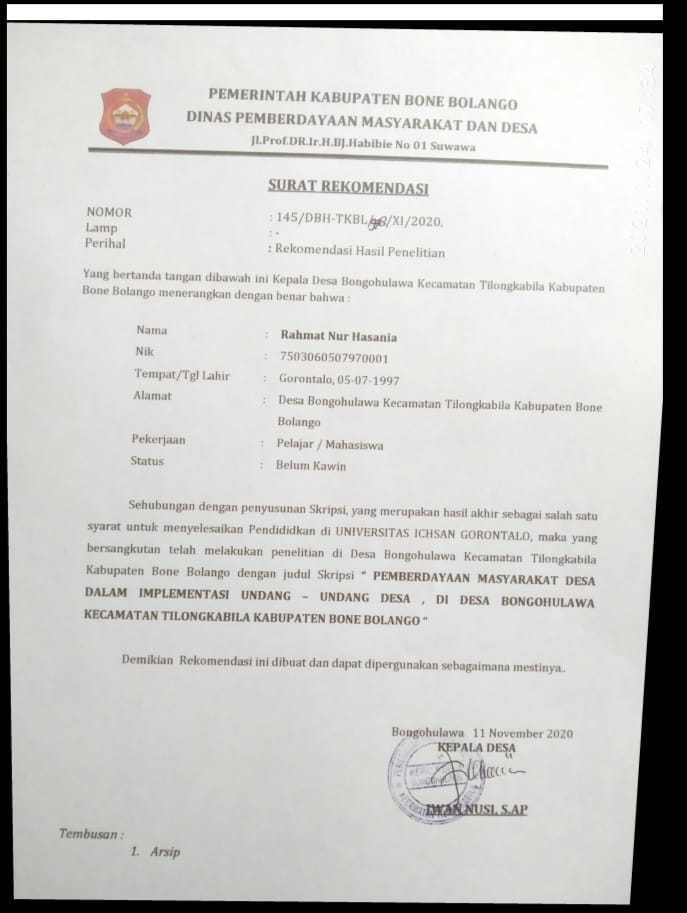 PEMERINTAH KABUPATEN BONE BOLANGO
DINAS PEMBERDAYAAN MASYARAKAT DAN DESA
Jl.Prof.DR.Ir.H.BJ.Habibie No 01 Suwawa
SURAT REKOMENDASI
NOMOR : 145/DBH-TKBL/ /XI/2020,
Lamp : -
Perihal : Rekomendasi Hasil Penelitian
Yang bertanda tangan dibawah ini Kepala Desa Bongohulawa Kecamatan Tilongkabila Kabupaten
Bone Bolango menerangkan dengan benar bahwa :
Nama : Rahmat Nur Hasania
Nik : 7503060507970001
Tempat/Tgl Lahir : Gorontalo, 05-07-1997
Alamat : Desa Bongohulawa Kecamatan Tilongkabila Kabupaten Bone
Bolango
Pekerjaan : Pelajar / Mahasiswa
Status : Belum Kawin
Sehubungan dengan penyusunan Skripsi, yang merupakan hasil akhir sebagai salah satu
syarat untuk menyelesaikan Pendididkan di UNIVERSITAS ICHSAN GORONTALO, maka yang
bersangkutan telah melakukan penelitian di Desa Bongohulawa Kecamatan Tilongkabila
Kabupaten Bone Bolango dengan judul Skripsi “ PEMBERDAYAAN MASYARAKAT DESA
DALAM IMPLEMENTASI UNDANG – UNDANG DESA , DI DESA BONGOHULAWA
KECAMATAN TILONGKABILA KABUPATEN BONE BOLANGO “
Demikian Rekomendasi ini dibuat dan dapat dipergunakan sebagaimana mestinya..
Bongohulawa 11 November 2020
KEPALA DESA
IWAN NUSI, S.AP
Tembusan :
1. Arsip